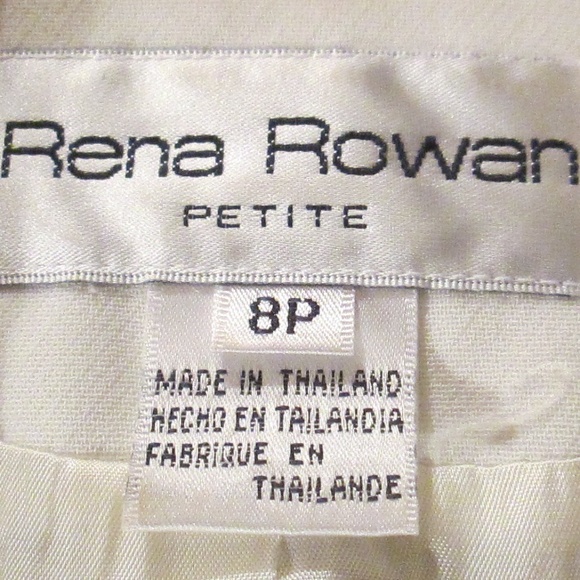 Rena Rowan
PETITE
8P
MADE IN THAILAND
HECHO EN TAILANDIA
FABRIQUE EN
THAILANDE